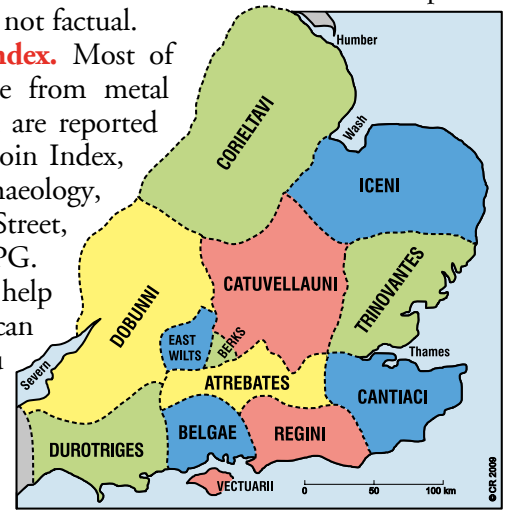 not factual.
ndex. Most of
e from metal
are reported
oin Index,
haeology,
Street,
PG.
help
can
Humber
Wash
CORIELTAVI
ICENI
CATUVELLAUNI
TRINOVANTES
DOBUNNI
EAST
WILTS
BERKS
Thames
Severn
ATREBATES
CANTIACI
DUROTRIGES
BELGAE
REGINI
VECTUARII
0 50 100 km
©CR 2009